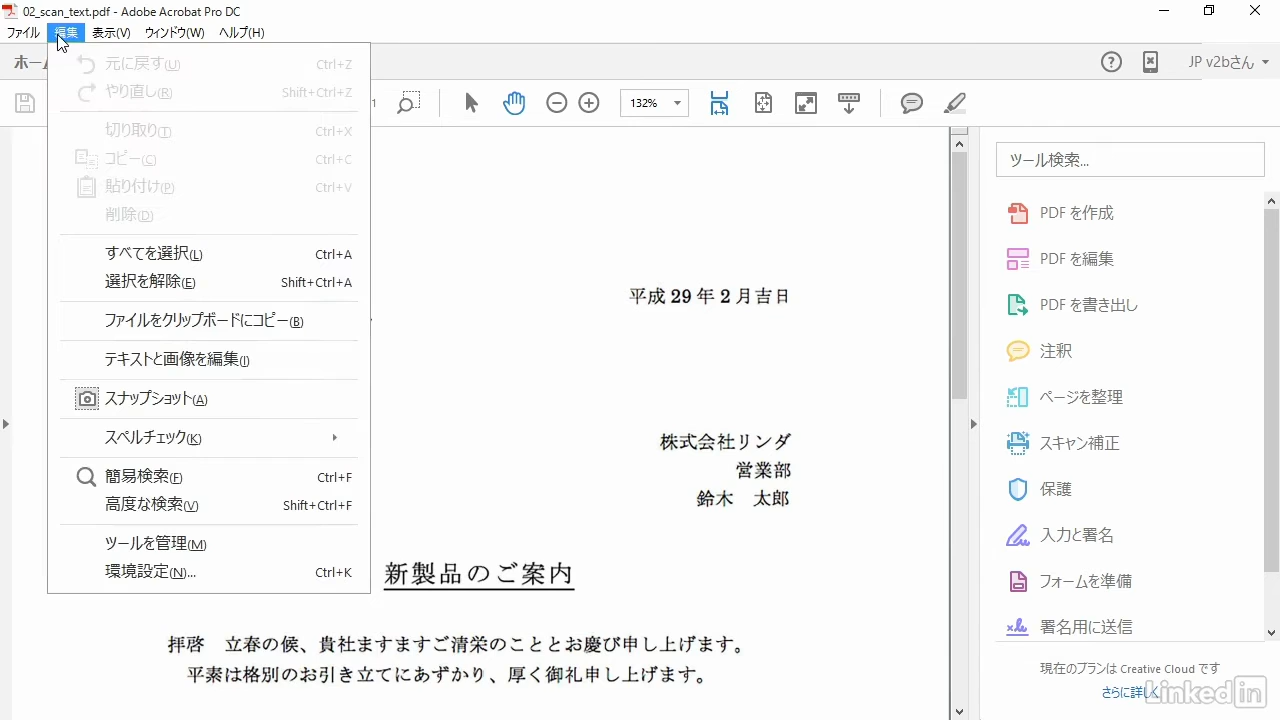 02_scan_text.pdf - Adobe Acrobat Pro DC
ファイル 編集 表示(V) ウィンドウ(W) ヘルプ(H)
ホー
JP v2bさん
132%
元に戻す(U) Ctrl+Z
やり直し(R) Shift+Ctrl+Z
切り取り(T) Ctrl+X
コピー(C) Ctrl+C
貼り付け(P) Ctrl+V
削除(D)
すべてを選択(L) Ctrl+A
選択を解除(E) Shift+Ctrl+A
ファイルをクリップボードにコピー(B)
テキストと画像を編集(I)
スナップショット(A)
スペルチェック(K)
簡易検索(F) Ctrl+F
高度な検索(V) Shift+Ctrl+F
ツールを管理(M)
環境設定(N)... Ctrl+K
平成 29 年 2 月吉日
株式会社リンダ
営業部
鈴木 太郎
新製品のご案内
拝啓 立春の候、貴社ますますご清栄のこととお慶び申し上げます。
平素は格別のお引き立てにあずかり、厚く御礼申し上げます。
ツール検索...
PDF を作成
PDF を編集
PDF を書き出し
注釈
ページを整理
スキャン補正
保護
入力と署名
フォームを準備
署名用に送信
現在のプランは Creative Cloud です
さらに詳しく
Linked in